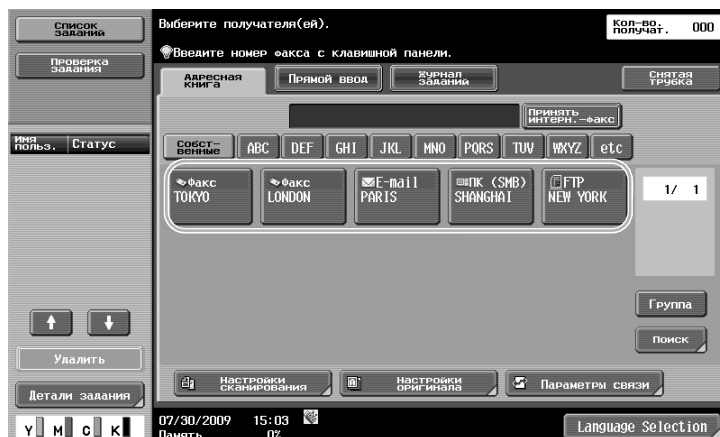 Список
заданий
Проверка
задания
Имя
польз.
Статус
Удалить
Детали задания
Y M C K
Выберите получателя(ей).
Кол-во.
получат.
000
Введите номер факса с клавишной панели.
Адресная
книга
Прямой ввод
Журнал
заданий
Снятая
трубка
Принять
интерн.-факс
Собст-
венные
ABC DEF GHI JKL MNO PQRS TUV WXYZ etc
Факс
TOKYO
Факс
LONDON
E-mail
PARIS
ПК (SMB)
SHANGHAI
FTP
NEW YORK
1/ 1
Группа
Поиск
Настройки
сканирования
Настройки
оригинала
Параметры связи
07/30/2009 15:03
Память 0%
Language Selection